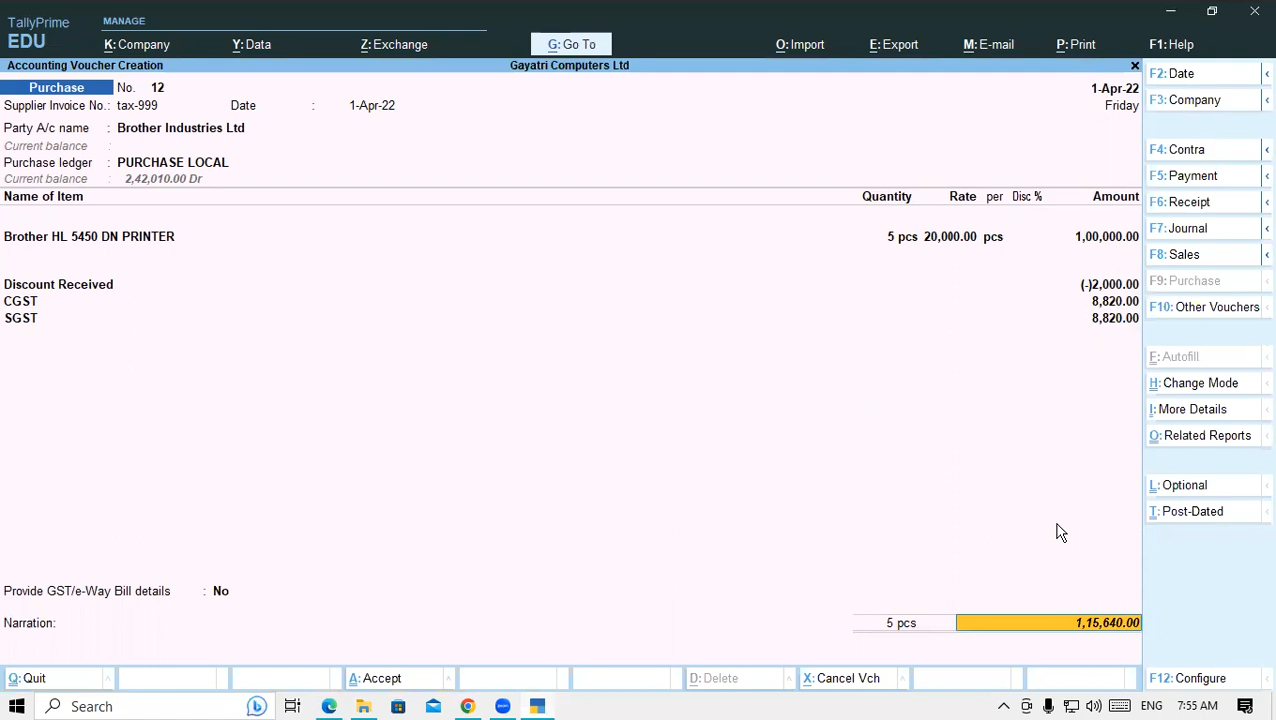 TallyPrime
EDU
MANAGE
K: Company Y: Data Z: Exchange G: Go To O: Import E: Export M: E-mail P: Print F1: Help
Accounting Voucher Creation Gayatri Computers Ltd ×
Purchase No. 12 1-Apr-22
Supplier Invoice No.: tax-999 Date : 1-Apr-22 Friday
Party A/c name : Brother Industries Ltd
Current balance :
Purchase ledger : PURCHASE LOCAL
Current balance : 2,42,010.00 Dr
Name of Item Quantity Rate per Disc % Amount
Brother HL 5450 DN PRINTER 5 pcs 20,000.00 pcs 1,00,000.00
Discount Received (-)2,000.00
CGST 8,820.00
SGST 8,820.00
Provide GST/e-Way Bill details : No
Narration: 5 pcs 1,15,640.00
F2: Date
F3: Company
F4: Contra
F5: Payment
F6: Receipt
F7: Journal
F8: Sales
F9: Purchase
F10: Other Vouchers
F: Autofill
H: Change Mode
I: More Details
O: Related Reports
L: Optional
T: Post-Dated
Q: Quit A: Accept D: Delete X: Cancel Vch F12: Configure
Search ENG 7:55 AM